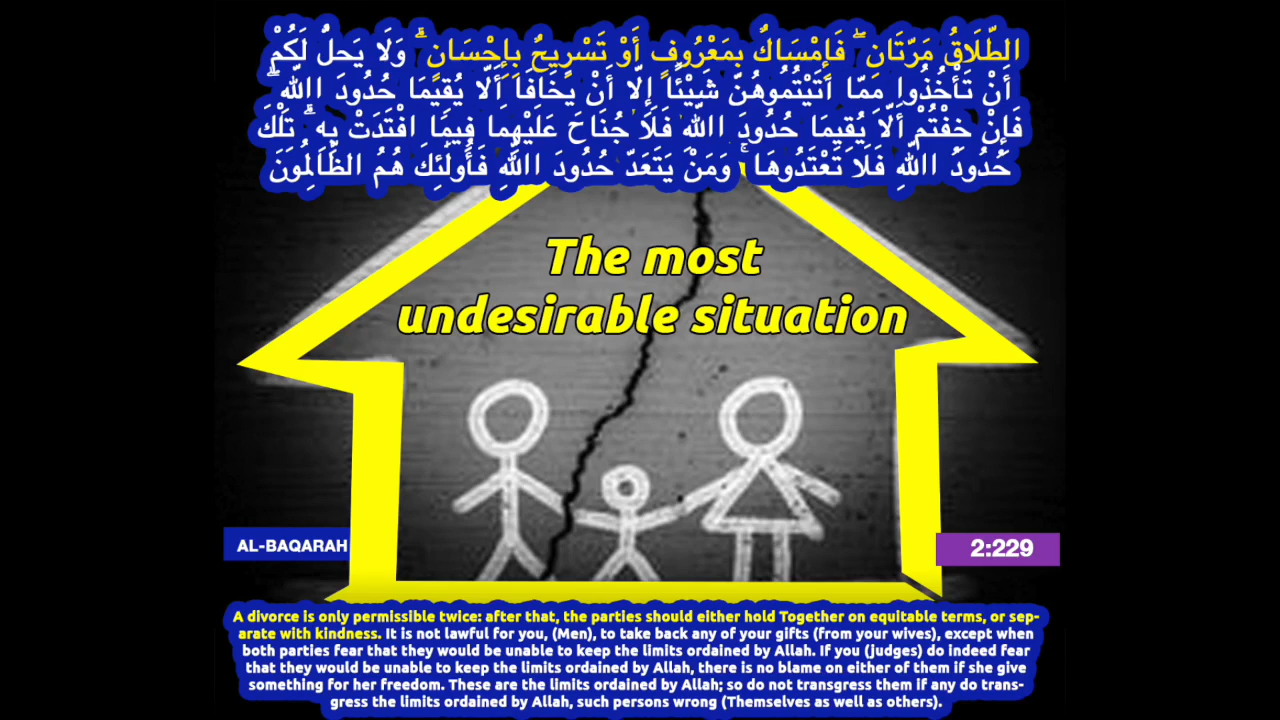 الطَّلَاقُ مَرَّتَانِ ۖ فَإِمْسَاكٌ بِمَعْرُوفٍ أَوْ تَسْرِيحٌ بِإِحْسَانٍ ۗ وَلَا يَحِلُّ لَكُمْ
أَنْ تَأْخُذُوا مِمَّا آتَيْتُمُوهُنَّ شَيْئًا إِلَّا أَنْ يَخَافَا أَلَّا يُقِيمَا حُدُودَ اللَّهِ ۖ
فَإِنْ خِفْتُمْ أَلَّا يُقِيمَا حُدُودَ اللَّهِ فَلَا جُنَاحَ عَلَيْهِمَا فِيمَا افْتَدَتْ بِهِ ۗ تِلْكَ
حُدُودُ اللَّهِ فَلَا تَعْتَدُوهَا ۚ وَمَنْ يَتَعَدَّ حُدُودَ اللَّهِ فَأُولَٰئِكَ هُمُ الظَّالِمُونَ
The most
undesirable situation
AL-BAQARAH
2:229
A divorce is only permissible twice: after that, the parties should either hold Together on equitable terms, or sep-
arate with kindness. It is not lawful for you, (Men), to take back any of your gifts (from your wives), except when
both parties fear that they would be unable to keep the limits ordained by Allah. If you (judges) do indeed fear
that they would be unable to keep the limits ordained by Allah, there is no blame on either of them if she give
something for her freedom. These are the limits ordained by Allah; so do not transgress them if any do trans-
gress the limits ordained by Allah, such persons wrong (Themselves as well as others).